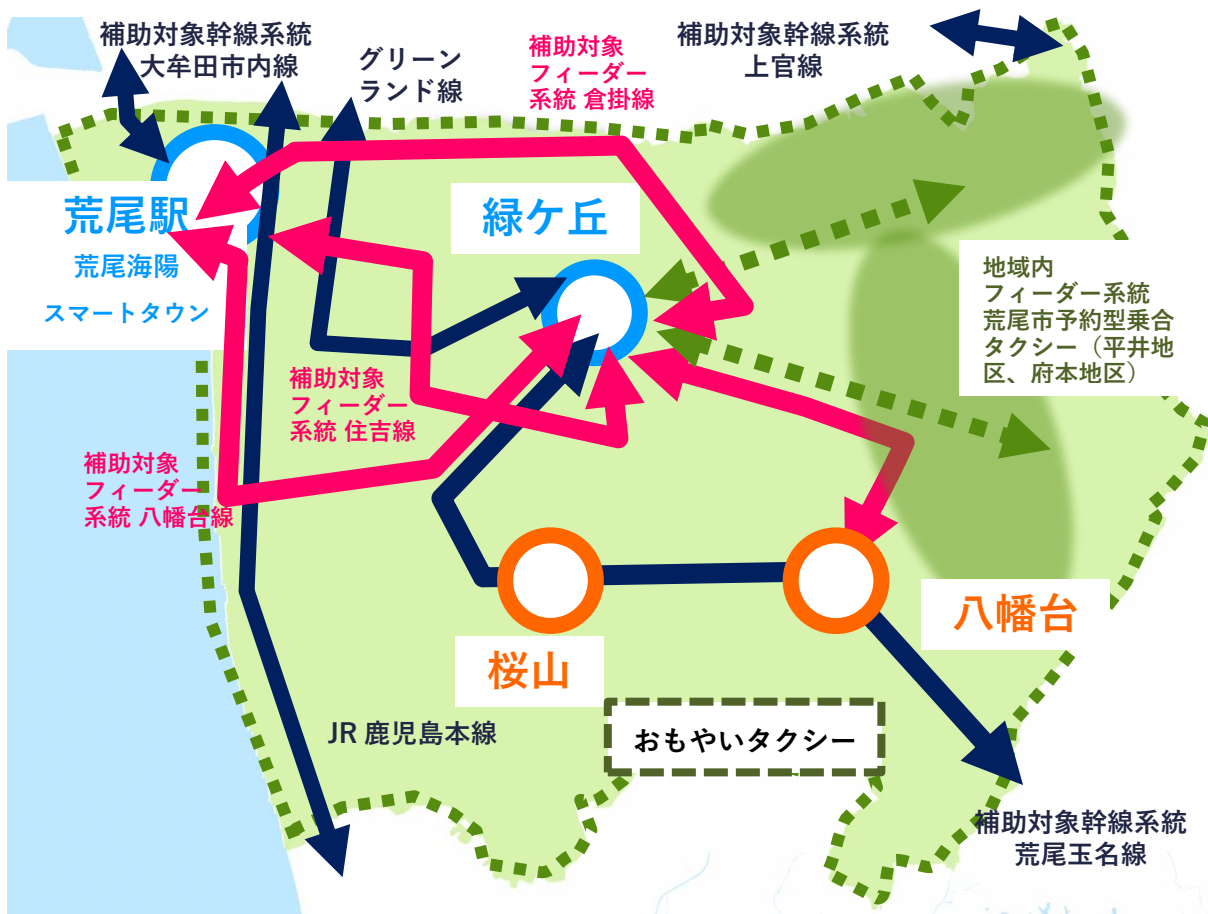 補助対象幹線系統
大牟田市内線
グリーン
ランド線
補助対象
フィーダー
系統 倉掛線
補助対象幹線系統
上官線
荒尾駅
荒尾海陽
スマートタウン
緑ケ丘
地域内
フィーダー系統
荒尾市予約型乗合
タクシー（平井地
区、府本地区）
補助対象
フィーダー
系統 住吉線
補助対象
フィーダー
系統 八幡台線
桜山
八幡台
JR 鹿児島本線
おもやいタクシー
補助対象幹線系統
荒尾玉名線